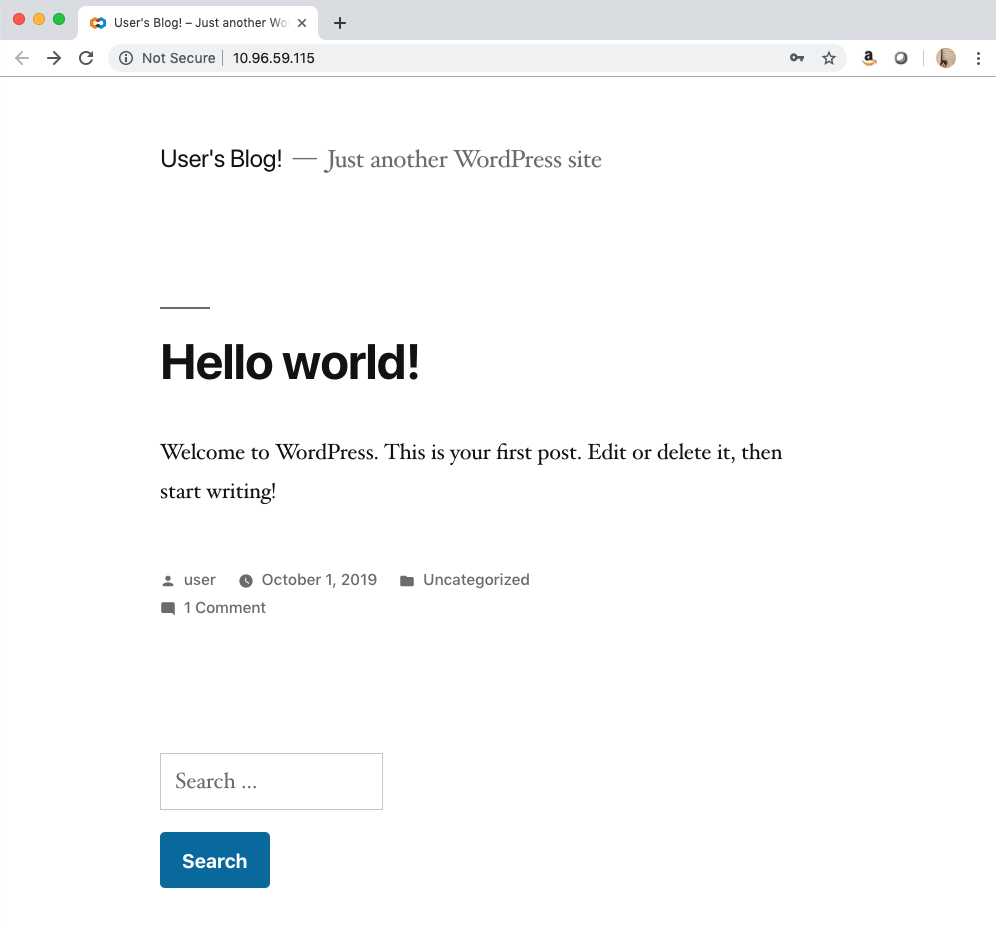 User's Blog! – Just another Wo
Not Secure 10.96.59.115
User's Blog! — Just another WordPress site
Hello world!
Welcome to WordPress. This is your first post. Edit or delete it, then
start writing!
user October 1, 2019 Uncategorized
1 Comment
Search ...
Search